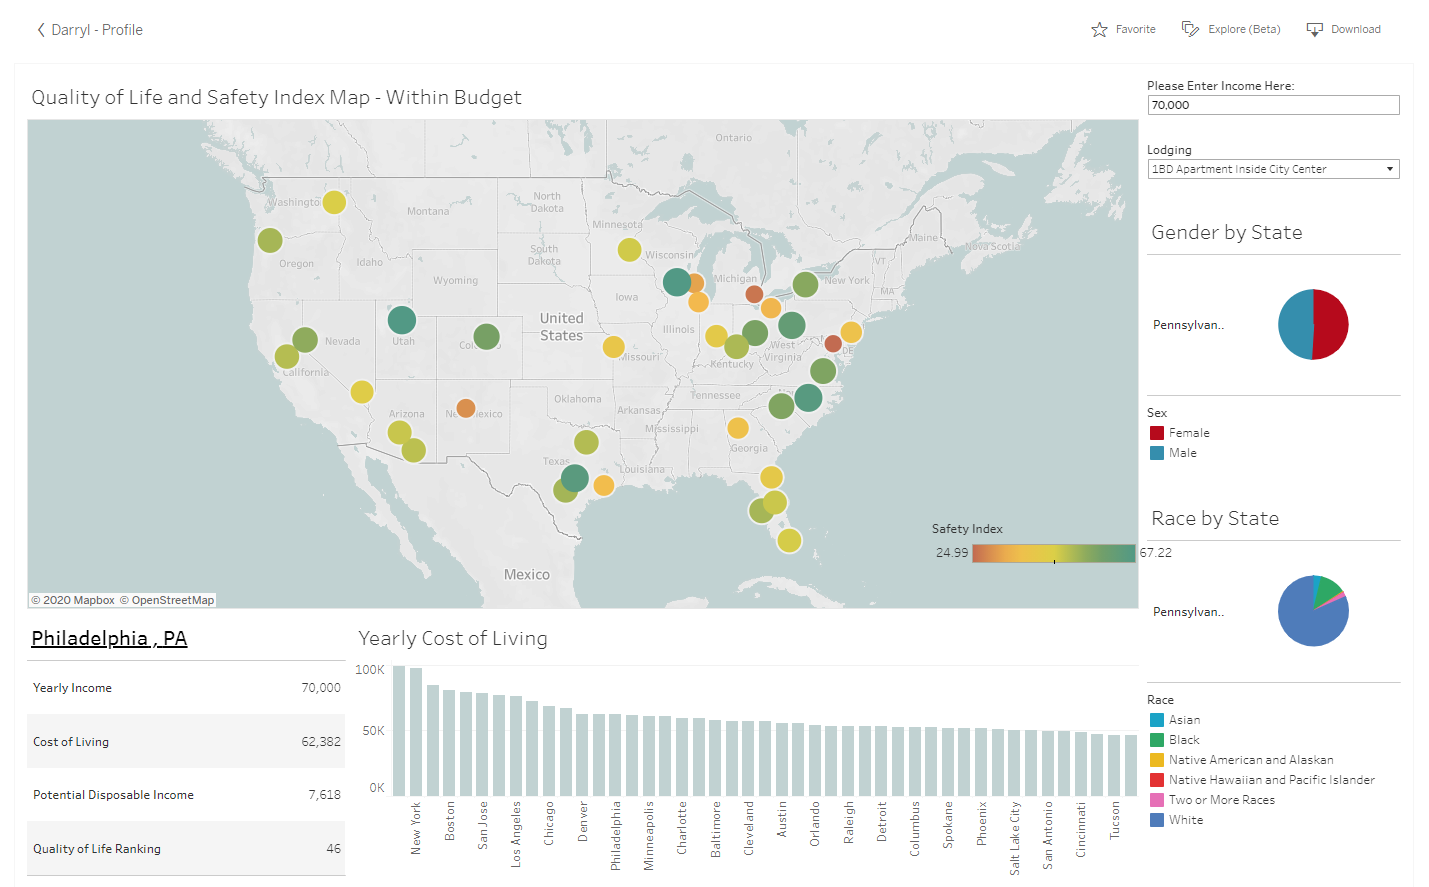 Darryl - Profile
Favorite
Explore (Beta)
Download
Quality of Life and Safety Index Map - Within Budget
Please Enter Income Here:
70,000
Lodging
1BD Apartment Inside City Center
Ontario
Washington
Montana
North
Dakota
Minnesota
Maine
Nova Scotia
Oregon
Idaho
South
Dakota
Wisconsin
VT
Wyoming
Michigan
New York
MA
Iowa
United
States
Nevada
Utah
Illinois
West
Virginia
DE
Missouri
Kentucky
California
Oklahoma
Tennessee
Arizona
Arkansas
Mississippi
Georgia
Texas
Louisiana
Mexico
Safety Index
24.99
67.22
© 2020 Mapbox © OpenStreetMap
Gender by State
Pennsylvan..
Sex
Female
Male
Race by State
Pennsylvan..
Race
Asian
Black
Native American and Alaskan
Native Hawaiian and Pacific Islander
Two or More Races
White
Philadelphia , PA
Yearly Income 70,000
Cost of Living 62,382
Potential Disposable Income 7,618
Quality of Life Ranking 46
Yearly Cost of Living
100K
50K
0K
New York
Boston
San Jose
Los Angeles
Chicago
Denver
Philadelphia
Minneapolis
Charlotte
Baltimore
Cleveland
Austin
Orlando
Raleigh
Detroit
Columbus
Spokane
Phoenix
Salt Lake City
San Antonio
Cincinnati
Tucson